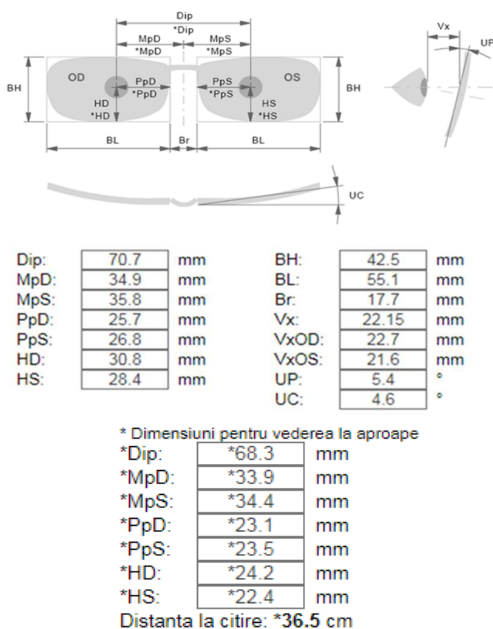 Dip
*Dip
MpD MpS
*MpD *MpS
Vx
UP
OD PpD PpS OS
BH *PpD *PpS BH
HD HS
*HD *HS
BL Br BL
UC
Dip: 70.7 mm BH: 42.5 mm
MpD: 34.9 mm BL: 55.1 mm
MpS: 35.8 mm Br: 17.7 mm
PpD: 25.7 mm Vx: 22.15 mm
PpS: 26.8 mm VxOD: 22.7 mm
HD: 30.8 mm VxOS: 21.6 mm
HS: 28.4 mm UP: 5.4 °
UC: 4.6 °
* Dimensiuni pentru vederea la aproape
*Dip: *68.3 mm
*MpD: *33.9 mm
*MpS: *34.4 mm
*PpD: *23.1 mm
*PpS: *23.5 mm
*HD: *24.2 mm
*HS: *22.4 mm
Distanta la citire: *36.5 cm